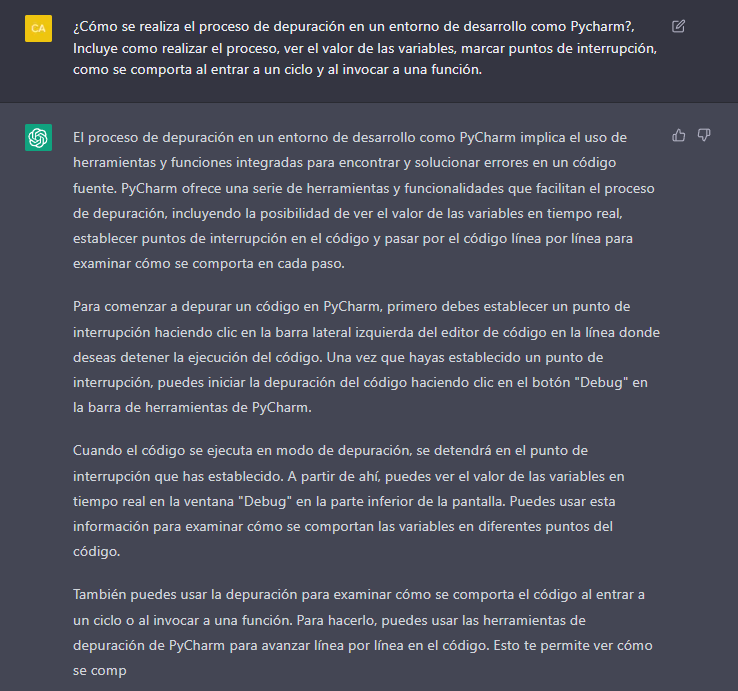 CA
¿Cómo se realiza el proceso de depuración en un entorno de desarrollo como Pycharm?,
Incluye como realizar el proceso, ver el valor de las variables, marcar puntos de interrupción,
como se comporta al entrar a un ciclo y al invocar a una función.
El proceso de depuración en un entorno de desarrollo como PyCharm implica el uso de
herramientas y funciones integradas para encontrar y solucionar errores en un código
fuente. PyCharm ofrece una serie de herramientas y funcionalidades que facilitan el proceso
de depuración, incluyendo la posibilidad de ver el valor de las variables en tiempo real,
establecer puntos de interrupción en el código y pasar por el código línea por línea para
examinar cómo se comporta en cada paso.
Para comenzar a depurar un código en PyCharm, primero debes establecer un punto de
interrupción haciendo clic en la barra lateral izquierda del editor de código en la línea donde
deseas detener la ejecución del código. Una vez que hayas establecido un punto de
interrupción, puedes iniciar la depuración del código haciendo clic en el botón "Debug" en
la barra de herramientas de PyCharm.
Cuando el código se ejecuta en modo de depuración, se detendrá en el punto de
interrupción que has establecido. A partir de ahí, puedes ver el valor de las variables en
tiempo real en la ventana "Debug" en la parte inferior de la pantalla. Puedes usar esta
información para examinar cómo se comportan las variables en diferentes puntos del
código.
También puedes usar la depuración para examinar cómo se comporta el código al entrar a
un ciclo o al invocar a una función. Para hacerlo, puedes usar las herramientas de
depuración de PyCharm para avanzar línea por línea en el código. Esto te permite ver cómo
se comp